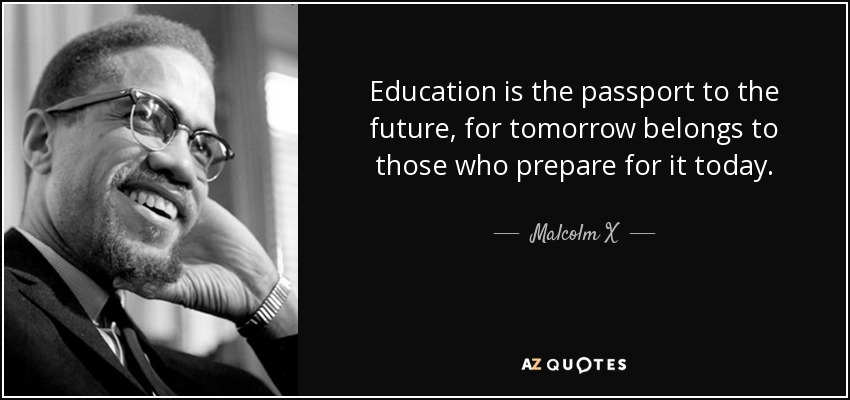 Education is the passport to the
future, for tomorrow belongs to
those who prepare for it today.
Malcolm X
AZ QUOTES